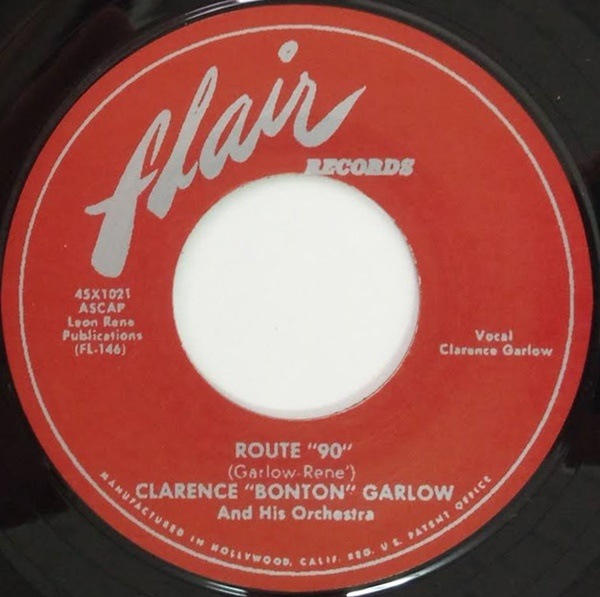 flair
RECORDS
45X1021
ASCAP
Leon Rene
Publications
(FL-146)
Vocal
Clarence Garlow
ROUTE "90"
(Garlow-Rene')
CLARENCE "BONTON" GARLOW
And His Orchestra
MANUFACTURED IN HOLLYWOOD, CALIF. REG. U.S. PATENT OFFICE